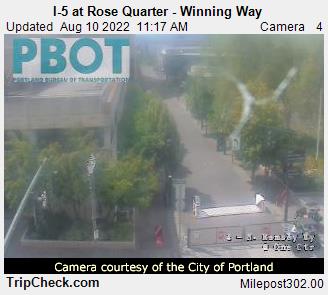 I-5 at Rose Quarter - Winning Way
Updated Aug 10 2022 11:17 AM Camera 4
PBOT
PORTLAND BUREAU OF TRANSPORTATION
Camera courtesy of the City of Portland
TripCheck.com Milepost302.00